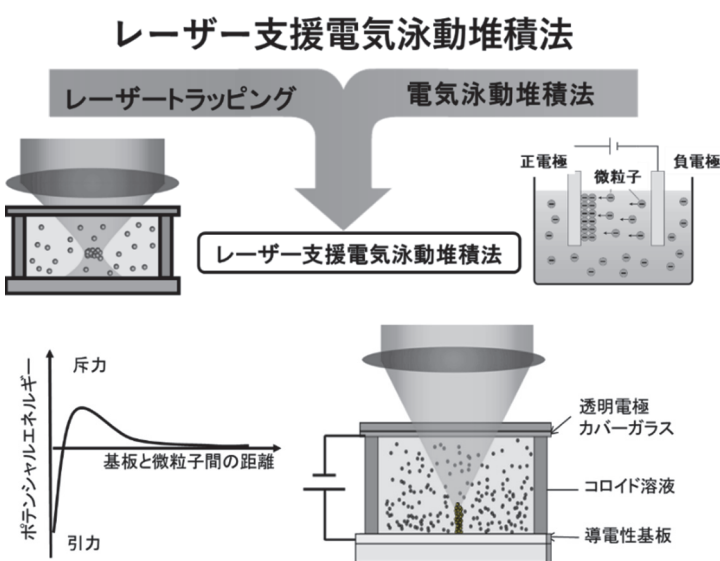 レーザー支援電気泳動堆積法
レーザートラッピング
電気泳動堆積法
正電極
負電極
微粒子
レーザー支援電気泳動堆積法
ポテンシャルエネルギー
斥力
基板と微粒子間の距離
引力
透明電極
カバーガラス
コロイド溶液
導電性基板